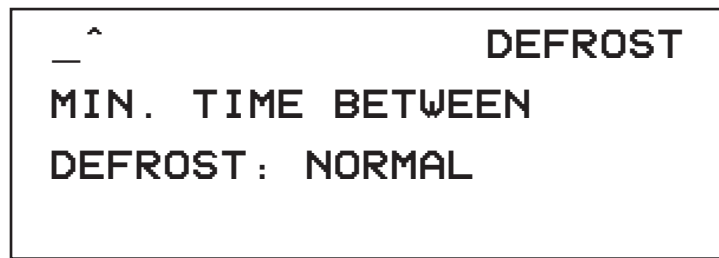 _^ DEFROST
MIN. TIME BETWEEN
DEFROST: NORMAL